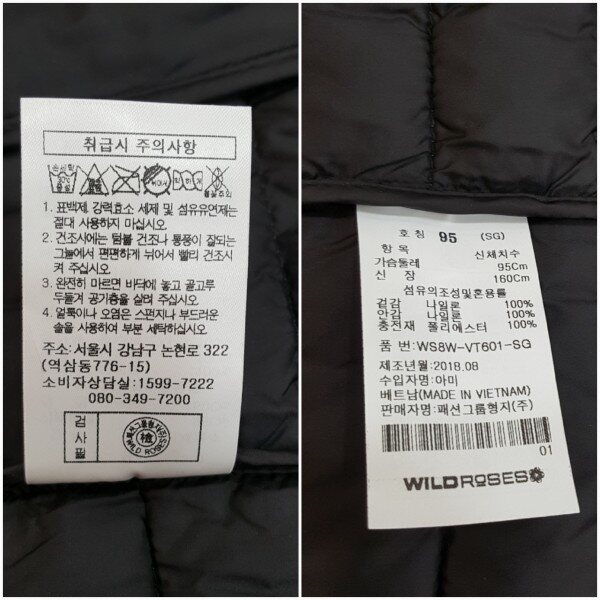 취급시 주의사항
1. 표백제, 강력효소 세제 및 섬유유연제는
절대 사용하지 마십시오.
2. 건조시에는 텀블 건조나 통풍이 잘되는
그늘에서 편편하게 뉘어서 빨리 건조시
켜 주십시오.
3. 완전히 마르면 바닥에 놓고 골고루
두들겨 공기층을 살려 주십시오.
4. 얼룩이나 오염은 스펀지나 부드러운
솔을 사용하여 부분 세탁하십시오.
주소: 서울시 강남구 논현로 322
(역삼동776-15)
소비자상담실:1599-7222
080-349-7200
검사필
檢
WILD ROSES
호 칭 95 (SG)
항 목 신체치수
가슴둘레 95Cm
신 장 160Cm
섬유의조성및혼용률
겉감 나일론 100%
안감 나일론 100%
충전재 폴리에스터 100%
품 번:WS8W-VT601-SG
제조년월:2018.08
수입자명:아미
베트남(MADE IN VIETNAM)
판매자명:패션그룹형지(주)
01
WILDROSES